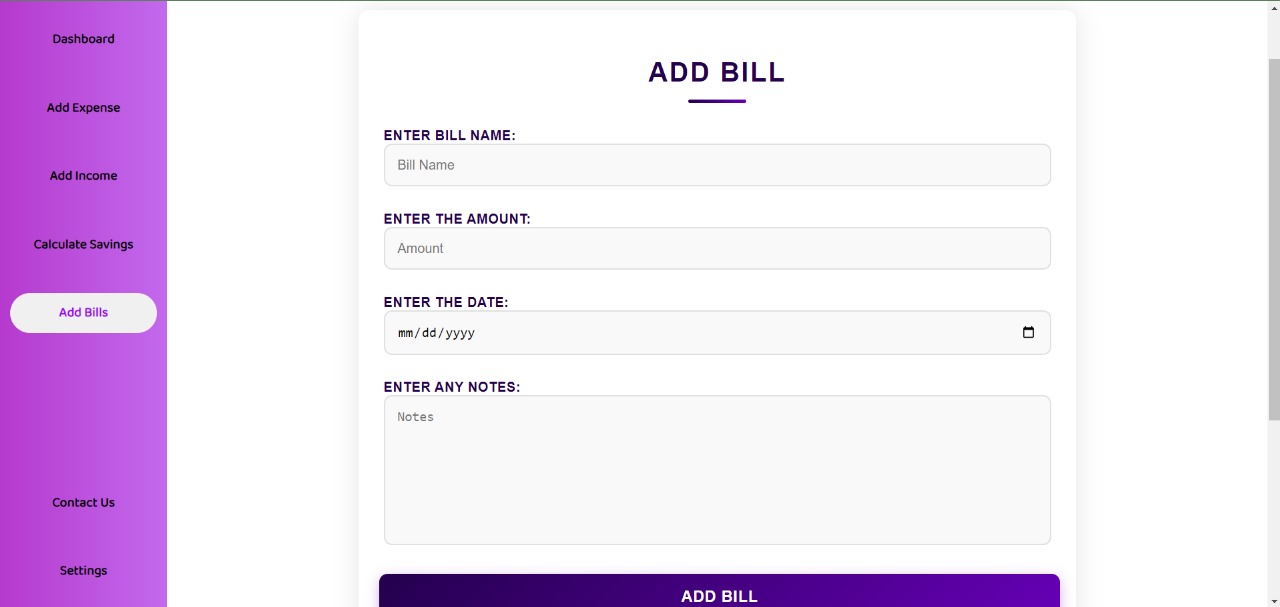 Dashboard
Add Expense
Add Income
Calculate Savings
Add Bills
Contact Us
Settings
ADD BILL
ENTER BILL NAME:
Bill Name
ENTER THE AMOUNT:
Amount
ENTER THE DATE:
mm/dd/yyyy
ENTER ANY NOTES:
Notes
ADD BILL